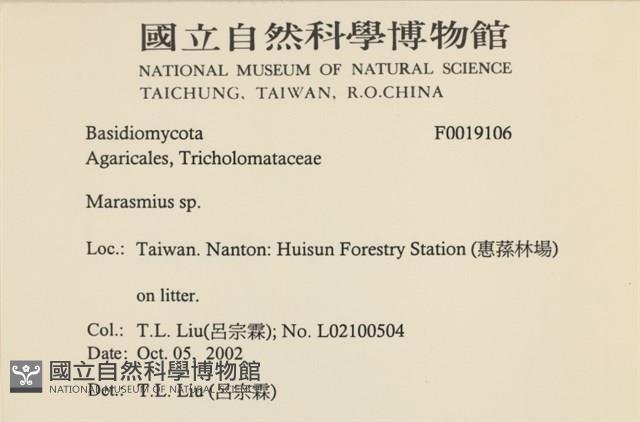 國立自然科學博物館
NATIONAL MUSEUM OF NATURAL SCIENCE
TAICHUNG, TAIWAN, R.O.CHINA
Basidiomycota F0019106
Agaricales, Tricholomataceae
Marasmius sp.
Loc.: Taiwan. Nanton: Huisun Forestry Station (惠蓀林場)
on litter.
Col.: T.L. Liu(呂宗霖); No. L02100504
Date: Oct. 05, 2002
國立自然科學博物館
NATIONAL MUSEUM OF NATURAL SCIENCE
Det.: T.L. Liu (呂宗霖)